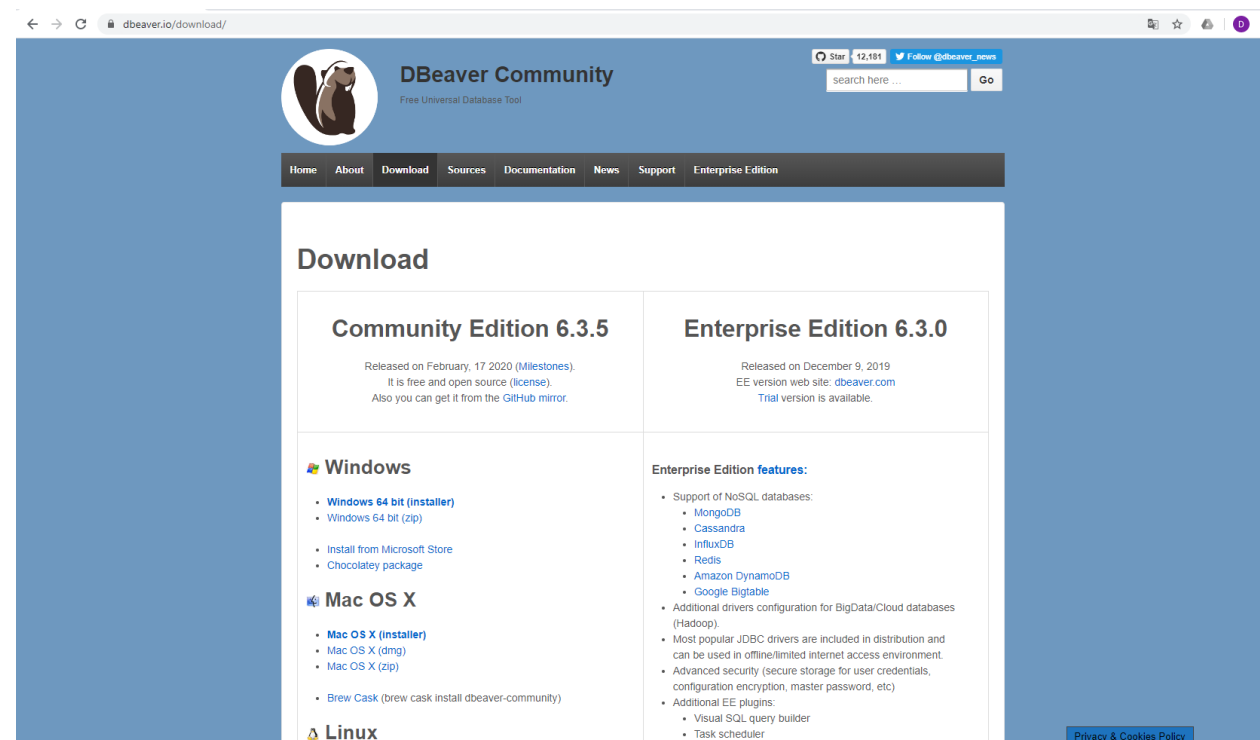 dbeaver.io/download/
D
DBeaver Community
Free Universal Database Tool
Star 12,181 Follow @dbeaver_news
search here ... Go
Home About Download Sources Documentation News Support Enterprise Edition
Download
Community Edition 6.3.5
Released on February, 17 2020 (Milestones).
It is free and open source (license).
Also you can get it from the GitHub mirror.
Enterprise Edition 6.3.0
Released on December 9, 2019
EE version web site: dbeaver.com
Trial version is available.
Windows
Windows 64 bit (installer)
Windows 64 bit (zip)
Install from Microsoft Store
Chocolatey package
Mac OS X
Mac OS X (installer)
Mac OS X (dmg)
Mac OS X (zip)
Brew Cask (brew cask install dbeaver-community)
Linux
Enterprise Edition features:
Support of NoSQL databases:
MongoDB
Cassandra
InfluxDB
Redis
Amazon DynamoDB
Google Bigtable
Additional drivers configuration for BigData/Cloud databases
(Hadoop).
Most popular JDBC drivers are included in distribution and
can be used in offline/limited internet access environment.
Advanced security (secure storage for user credentials,
configuration encryption, master password, etc)
Additional EE plugins:
Visual SQL query builder
Task scheduler
Privacy & Cookies Policy